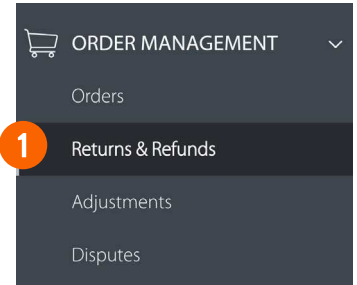 ORDER MANAGEMENT
Orders
1
Returns & Refunds
Adjustments
Disputes